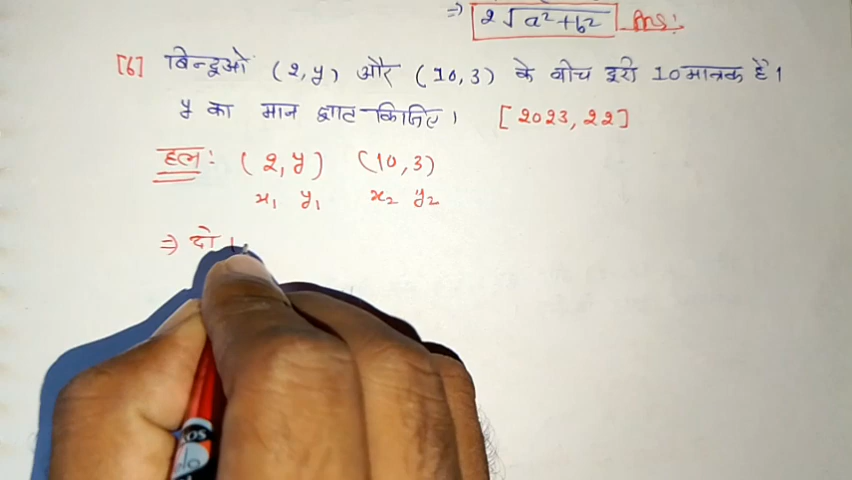 ⇒ 2√a²+b² Ans:
[6] बिन्दुओं (2,y) और (10,3) के बीच दूरी 10 मात्रक हैं।
y का मान ज्ञात किजिए। [2023,22]
हल: (2,y) (10,3)
x₁ y₁ x₂ y₂
⇒ दो